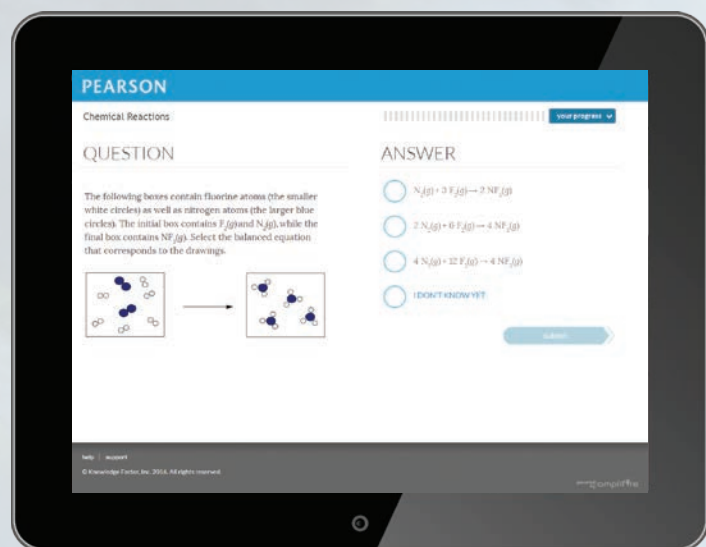 PEARSON
Chemical Reactions
your progress
QUESTION
The following boxes contain fluorine atoms (the smaller
white circles) as well as nitrogen atoms (the larger blue
circles). The initial box contains F₂(g) and N₂(g), while the
final box contains NF₃(g). Select the balanced equation
that corresponds to the drawings.
ANSWER
N₂(g) + 3 F₂(g) → 2 NF₃(g)
2 N₂(g) + 6 F₂(g) → 4 NF₃(g)
4 N₂(g) + 12 F₂(g) → 4 NF₃(g)
I DON'T KNOW YET
SUBMIT
help | support
© Knowledge Factor, Inc. 2014. All rights reserved.
amplifire